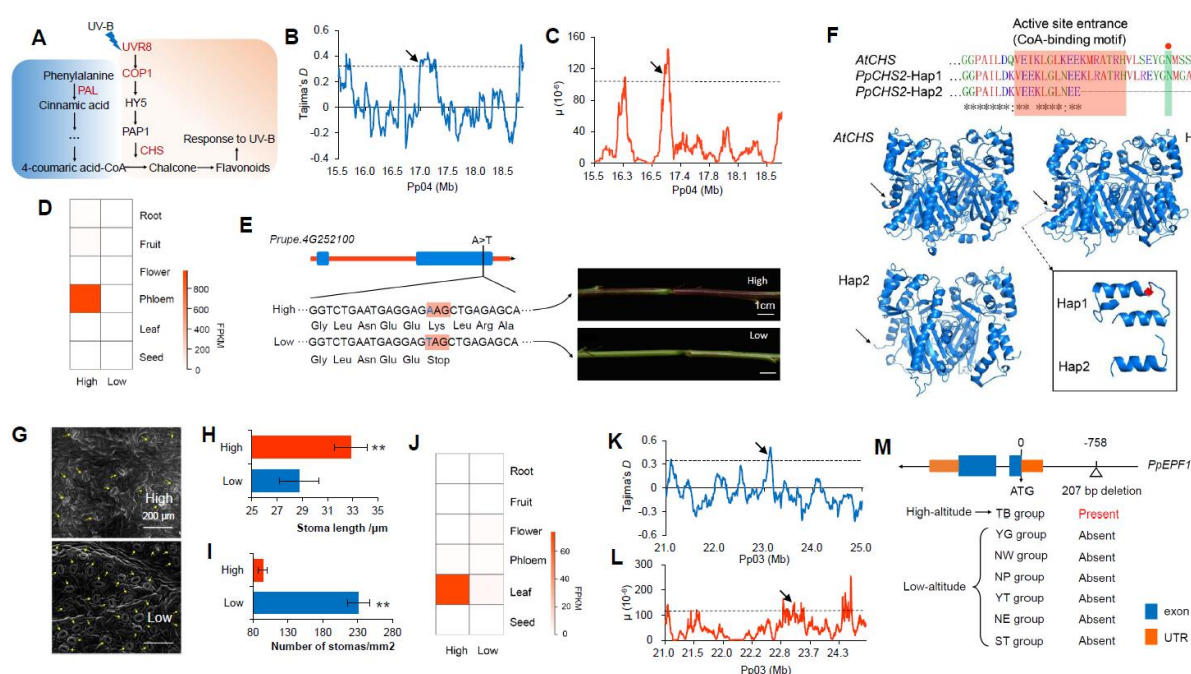 A
UV-B
UVR8
COP1
HY5
PAP1
CHS
Phenylalanine
PAL
Cinnamic acid
...
4-coumaric acid-CoA
Chalcone
Flavonoids
Response to UV-B
B
Tajima's D
0.6
0.4
0.2
0
0.2
-0.4
15.5 16.3 17.0 17.4 18.0 18.5
Pp04 (Mb)
C
μ (10⁻⁶)
160
120
80
40
0
15.5 16.3 17.0 17.4 18.0 18.5
Pp04 (Mb)
D
Root
Fruit
Flower
Phloem
Leaf
Seed
High Low
800
600
400
200
0
FPKM
E
Prupe.4G252100
A>T
High ···GGTCTGAATGAGGAGAAGCTGAGAGCA···
Gly Leu Asn Glu Glu Lys Leu Arg Ala
Low ···GGTCTGAATGAGGAGTAGCTGAGAGCA ···
Gly Leu Asn Glu Glu Stop
High
1cm
Low
F
Active site entrance
(CoA-binding motif)
AtCHS ...GGPAILDQVEIKLGLKEEKMRATRHVLSEYGNMSS
PpCHS2-Hap1 ...GGPAILDKVEEKLGLNEEKLRATRHVLREYGNMGA
PpCHS2-Hap2 ...GGPAILDKVEEKLGLNEE
*******:** ****:**
AtCHS
H
Hap2
Hap1
Hap2
G
High
200 μm
Low
H
High
Low
**
25 27 29 31 33 35
Stoma length /μm
I
High
Low
**
80 130 180 230 280
Number of stomas/mm2
J
Root
Fruit
Flower
Phloem
Leaf
Seed
High Low
60
40
20
0
FPKM
K
Tajima's D
0.6
0.3
0
-0.3
-0.6
21.0 22.0 22.8 23.1 24.0 25.0
Pp03 (Mb)
L
μ (10⁻⁶)
300
200
100
0
21.0 22.0 22.8 23.7 24.3
Pp03 (Mb)
M
0
-758
PpEPF1
ATG
207 bp deletion
High-altitude TB group Present
YG group Absent
NW group Absent
NP group Absent
Low-altitude YT group Absent
NE group Absent
ST group Absent
exon
UTR